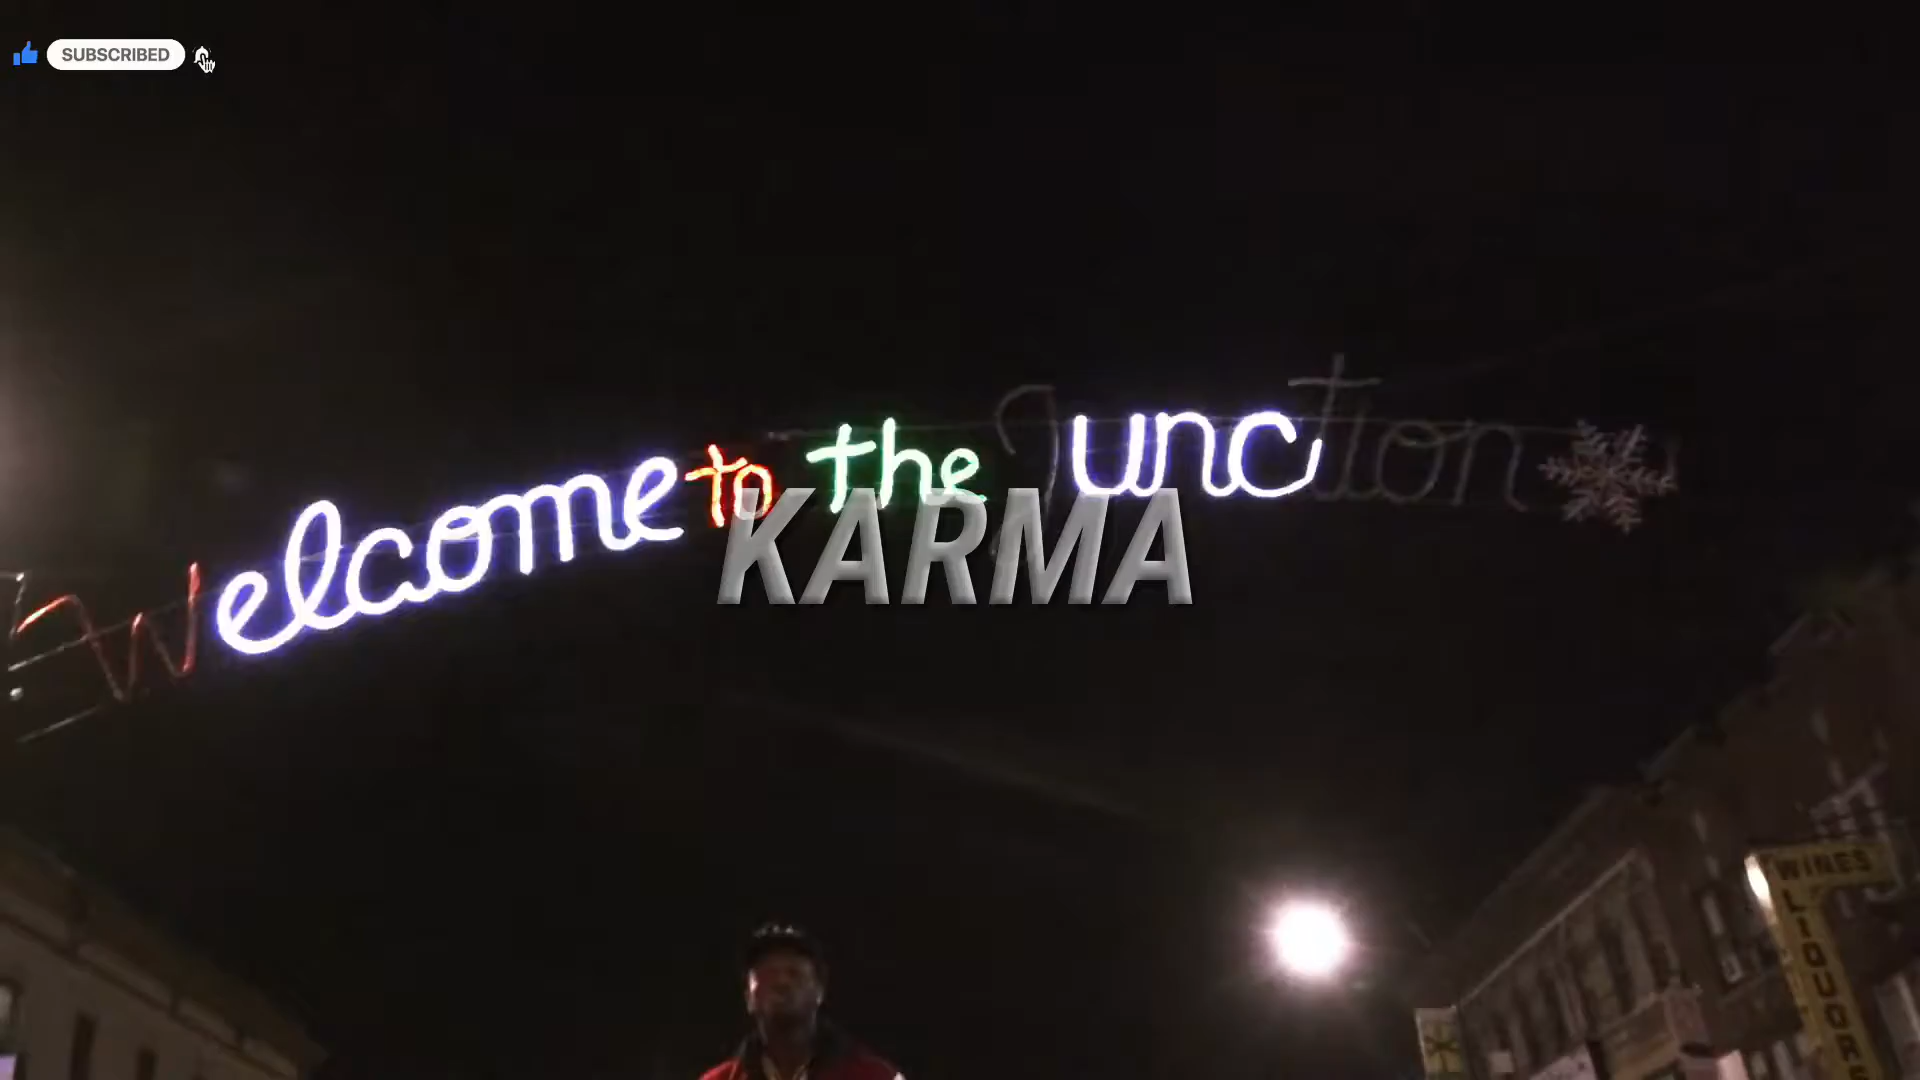 SUBSCRIBED
Welcome to the Junction
KARMA
WINES
LIQUORS